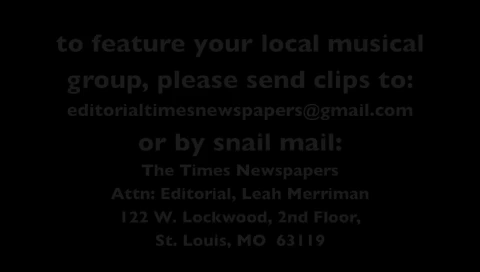 to feature your local musical
group, please send clips to:
editorialtimesnewspapers@gmail.com
or by snail mail:
The Times Newspapers
Attn: Editorial, Leah Merriman
122 W. Lockwood, 2nd Floor,
St. Louis, MO  63119